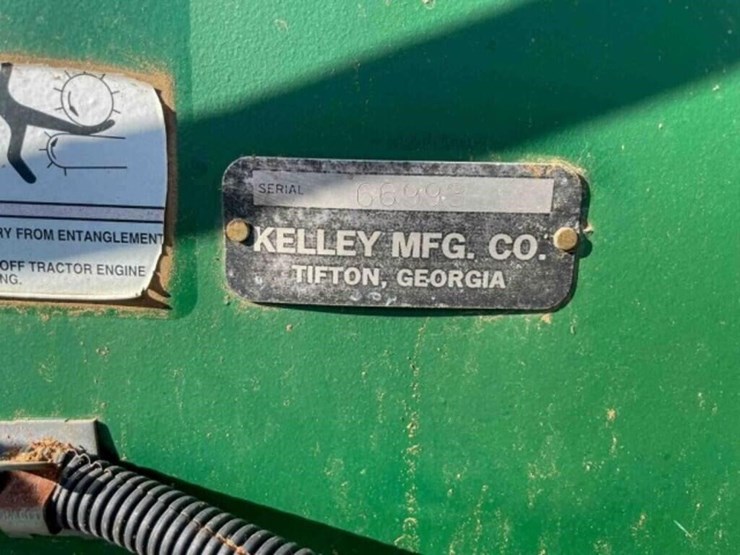 RY FROM ENTANGLEMENT
OFF TRACTOR ENGINE
NG.
SERIAL
KELLEY MFG. CO.
TIFTON, GEORGIA